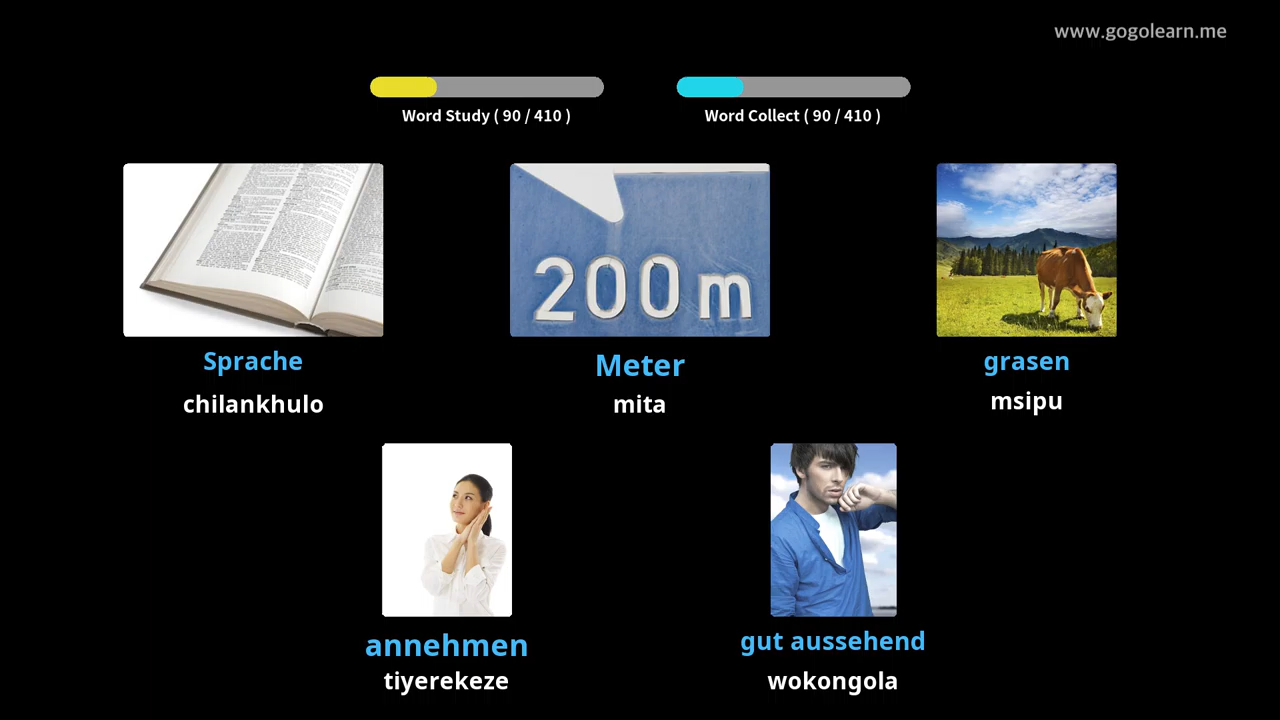 www.gogolearn.me
Word Study ( 90 / 410 )
Word Collect ( 90 / 410 )
200 m
Sprache
Meter
grasen
chilankhulo
mita
msipu
annehmen
gut aussehend
tiyerekeze
wokongola